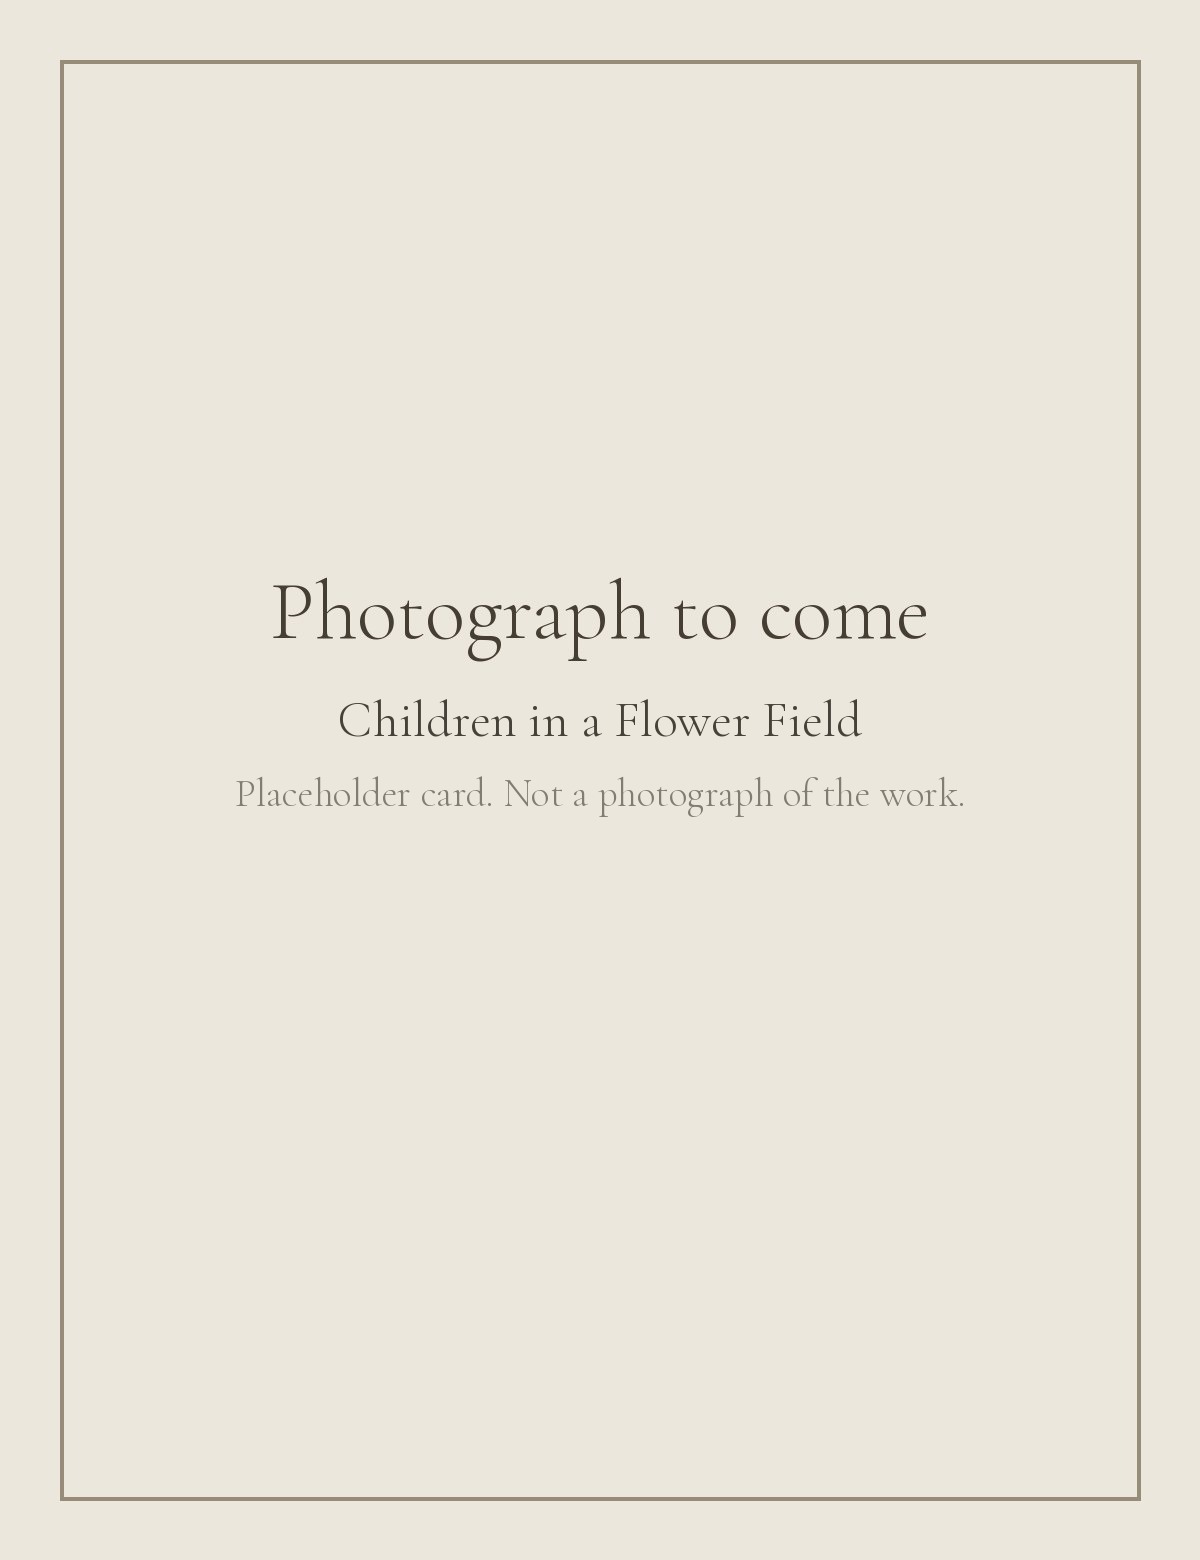 Photograph to come
Children in a Flower Field
Placeholder card. Not a photograph of the work.